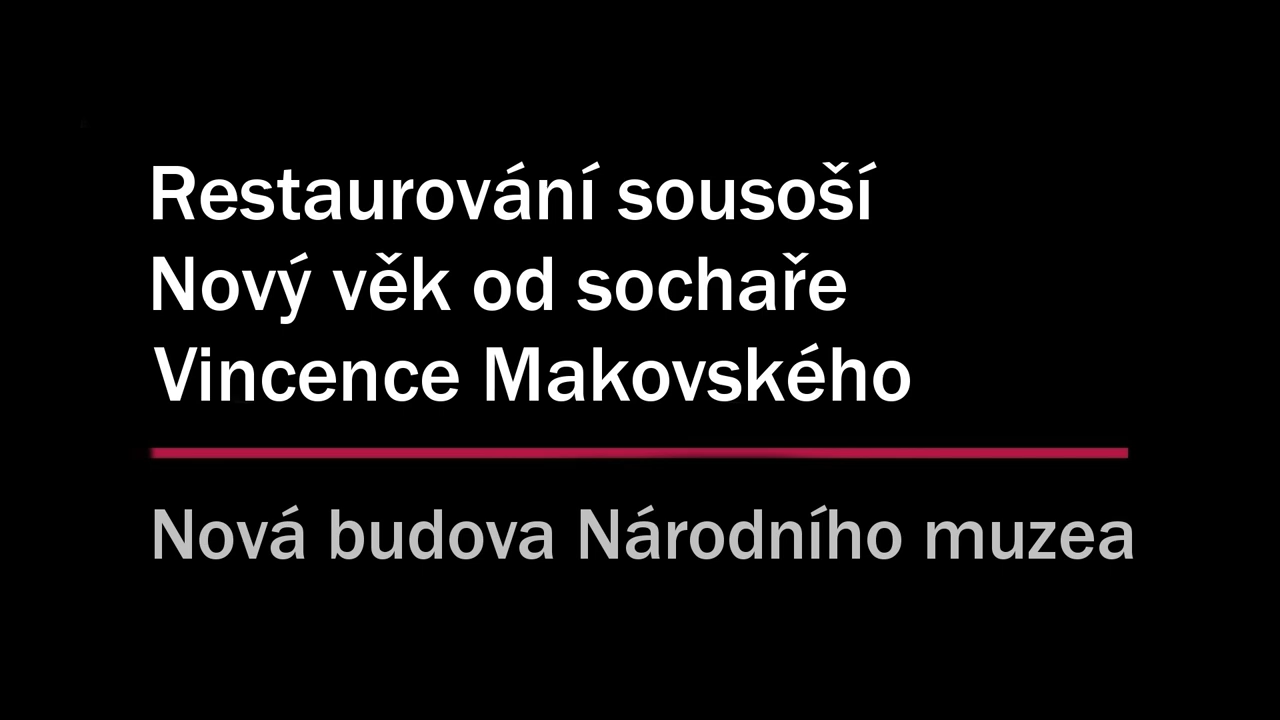 Restaurování sousoší
Nový věk od sochaře
Vincence Makovského
Nová budova Národního muzea